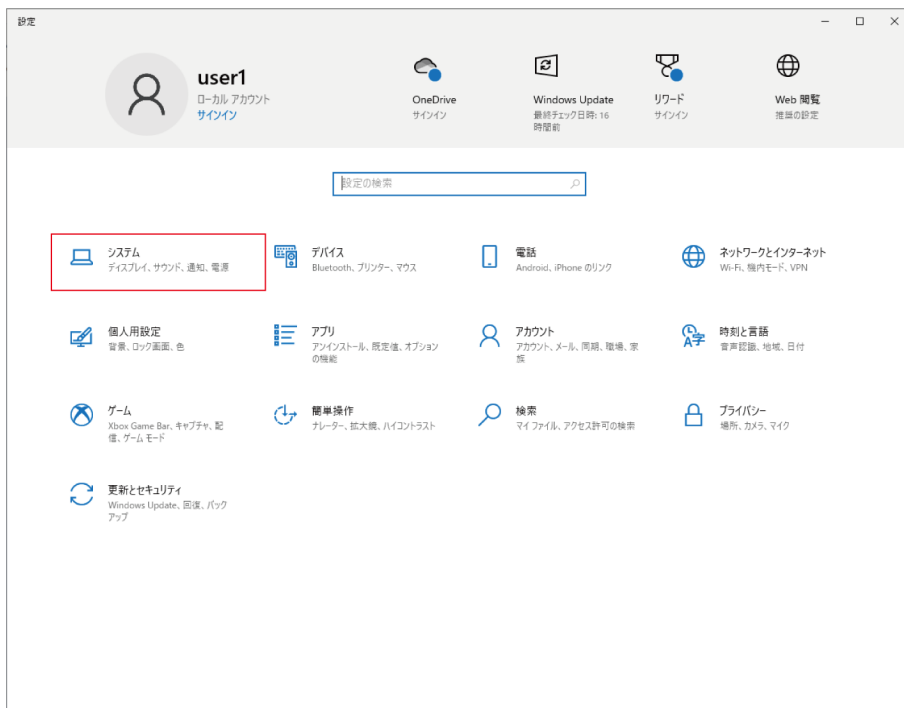 設定
user1
ローカル アカウント
サインイン
OneDrive
サインイン
Windows Update
最終チェック日時: 16
時間前
リワード
サインイン
Web 閲覧
推奨の設定
設定の検索
システム
ディスプレイ、サウンド、通知、電源
デバイス
Bluetooth、プリンター、マウス
電話
Android、iPhone のリンク
ネットワークとインターネット
Wi-Fi、機内モード、VPN
個人用設定
背景、ロック画面、色
アプリ
アンインストール、既定値、オプション
の機能
アカウント
アカウント、メール、同期、職場、家
族
時刻と言語
音声認識、地域、日付
ゲーム
Xbox Game Bar、キャプチャ、配
信、ゲーム モード
簡単操作
ナレーター、拡大鏡、ハイコントラスト
検索
マイ ファイル、アクセス許可の検索
プライバシー
場所、カメラ、マイク
更新とセキュリティ
Windows Update、回復、バック
アップ